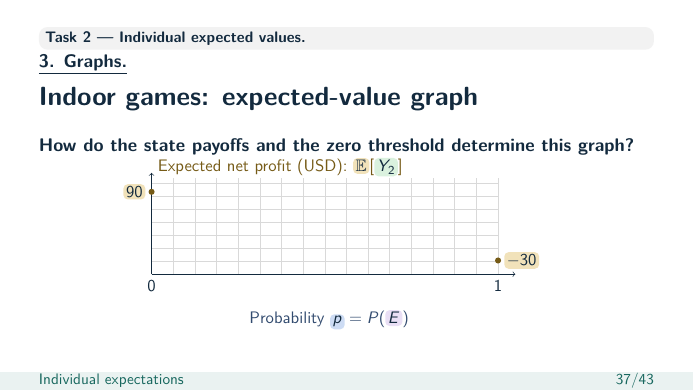 Task 2 — Individual expected values.
3. Graphs.
Indoor games: expected-value graph
How do the state payoffs and the zero threshold determine this graph?
Expected net profit (USD): 𝔼[Y₂]
90
−30
0 1
Probability p = P(E)
Individual expectations 37/43